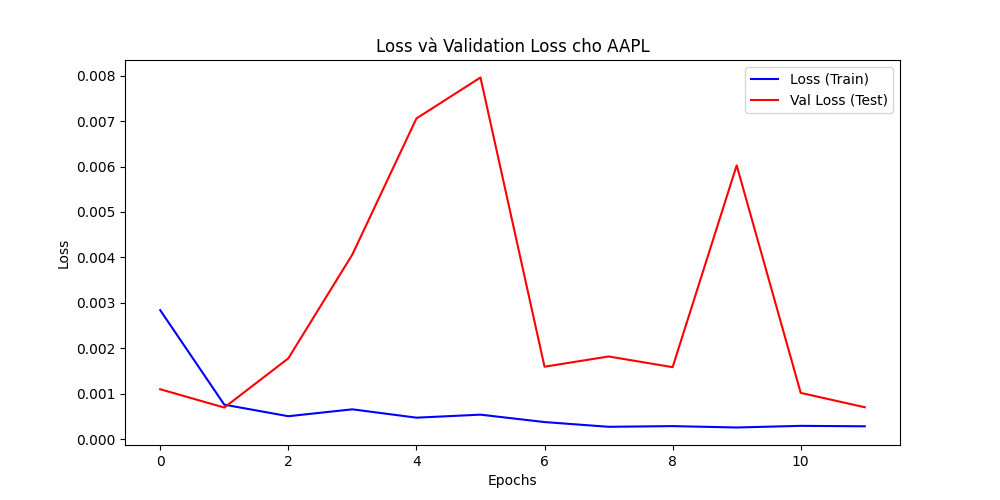 Loss và Validation Loss cho AAPL
Loss (Train)
Val Loss (Test)
0.008
0.007
0.006
0.005
0.004
0.003
0.002
0.001
0.000
Loss
0 2 4 6 8 10
Epochs